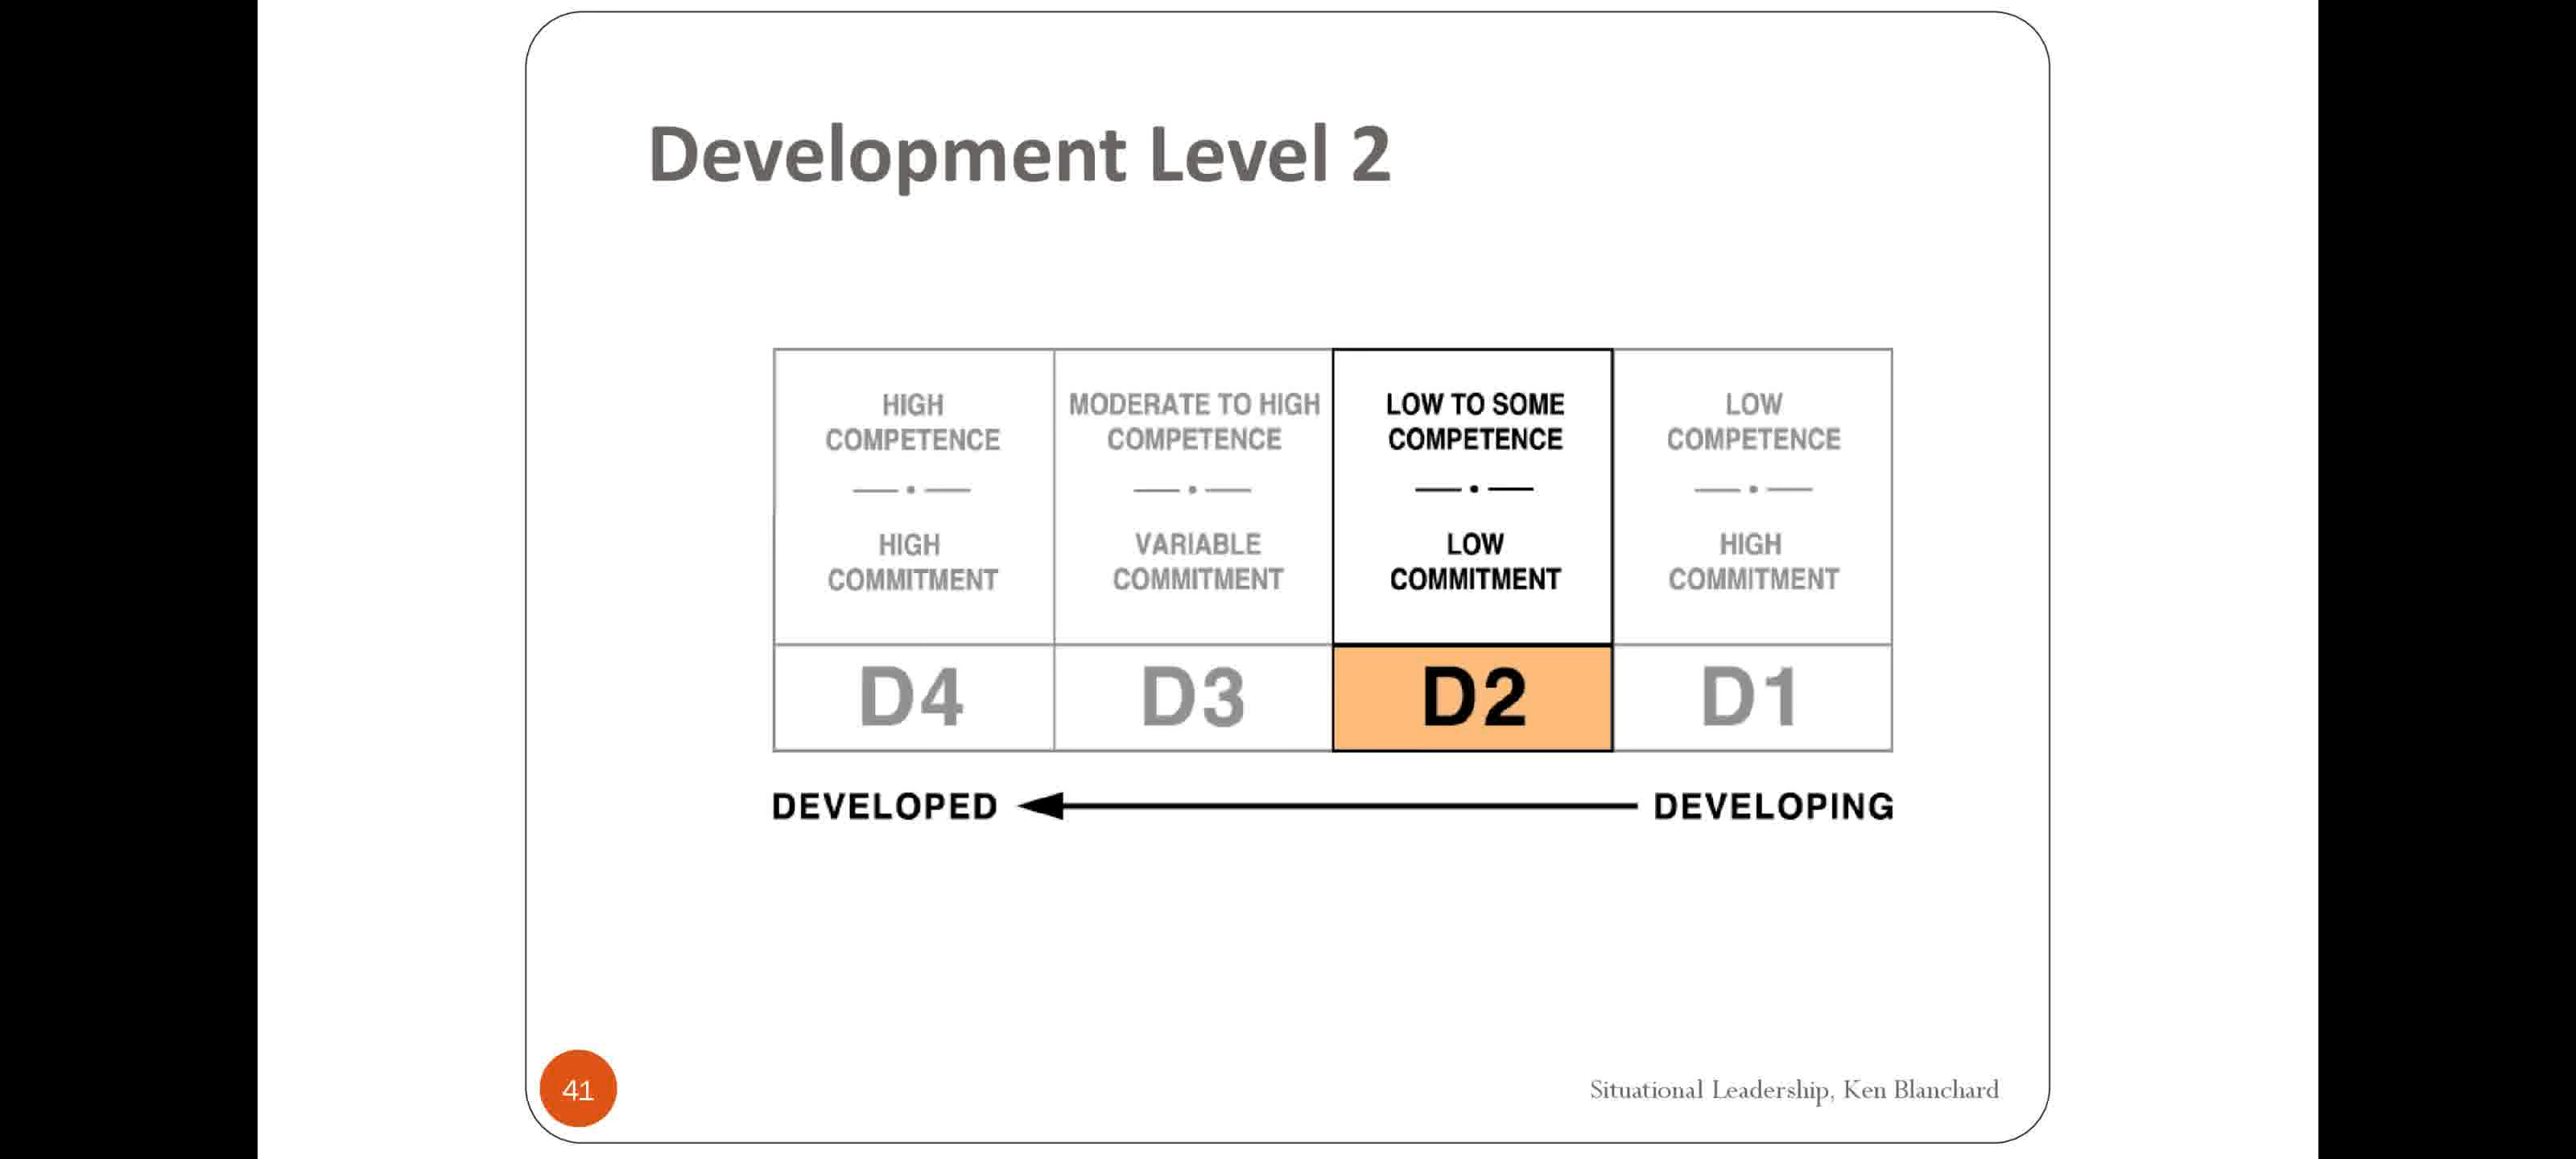 Development Level 2
HIGH
COMPETENCE
HIGH
COMMITMENT
D4
MODERATE TO HIGH
COMPETENCE
VARIABLE
COMMITMENT
D3
LOW TO SOME
COMPETENCE
LOW
COMMITMENT
D2
LOW
COMPETENCE
HIGH
COMMITMENT
D1
DEVELOPED
DEVELOPING
41
Situational Leadership, Ken Blanchard